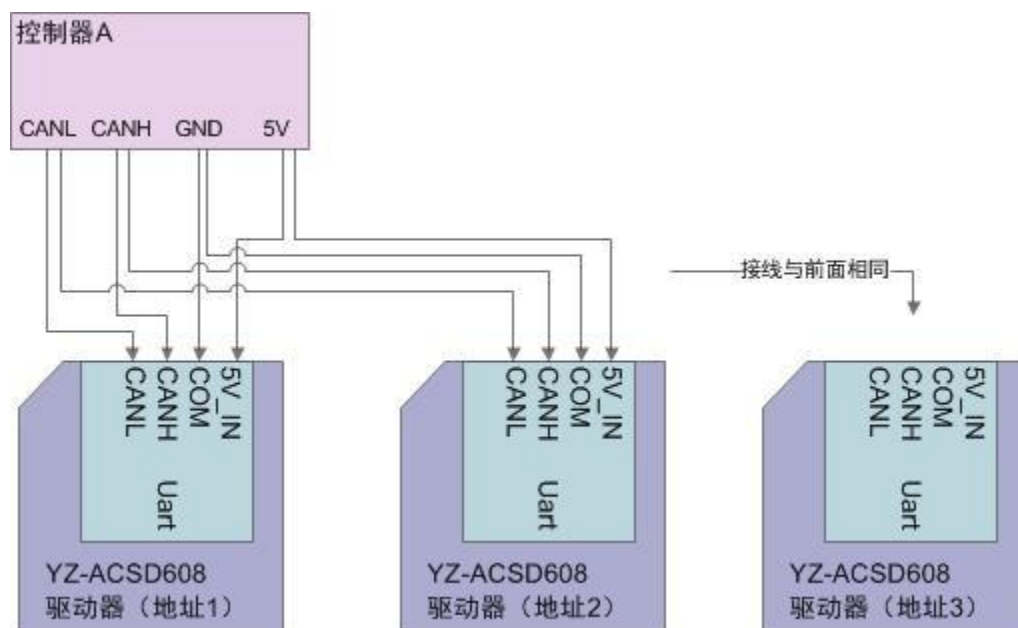 控制器A
CANL CANH GND 5V
接线与前面相同
CANL CANH COM 5V_IN
Uart
YZ-ACSD608
驱动器（地址1）
CANL CANH COM 5V_IN
Uart
YZ-ACSD608
驱动器（地址2）
CANL CANH COM 5V_IN
Uart
YZ-ACSD608
驱动器（地址3）